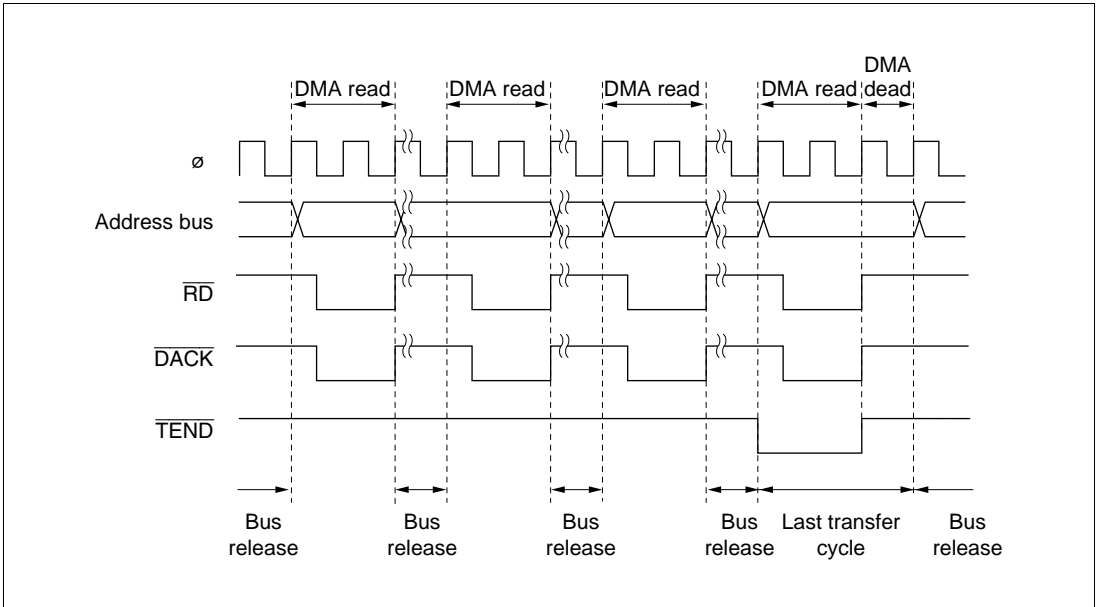 DMA read
DMA read
DMA read
DMA read
DMA
dead
ø
Address bus
RD
DACK
TEND
Bus
release
Bus
release
Bus
release
Bus
release
Last transfer
cycle
Bus
release